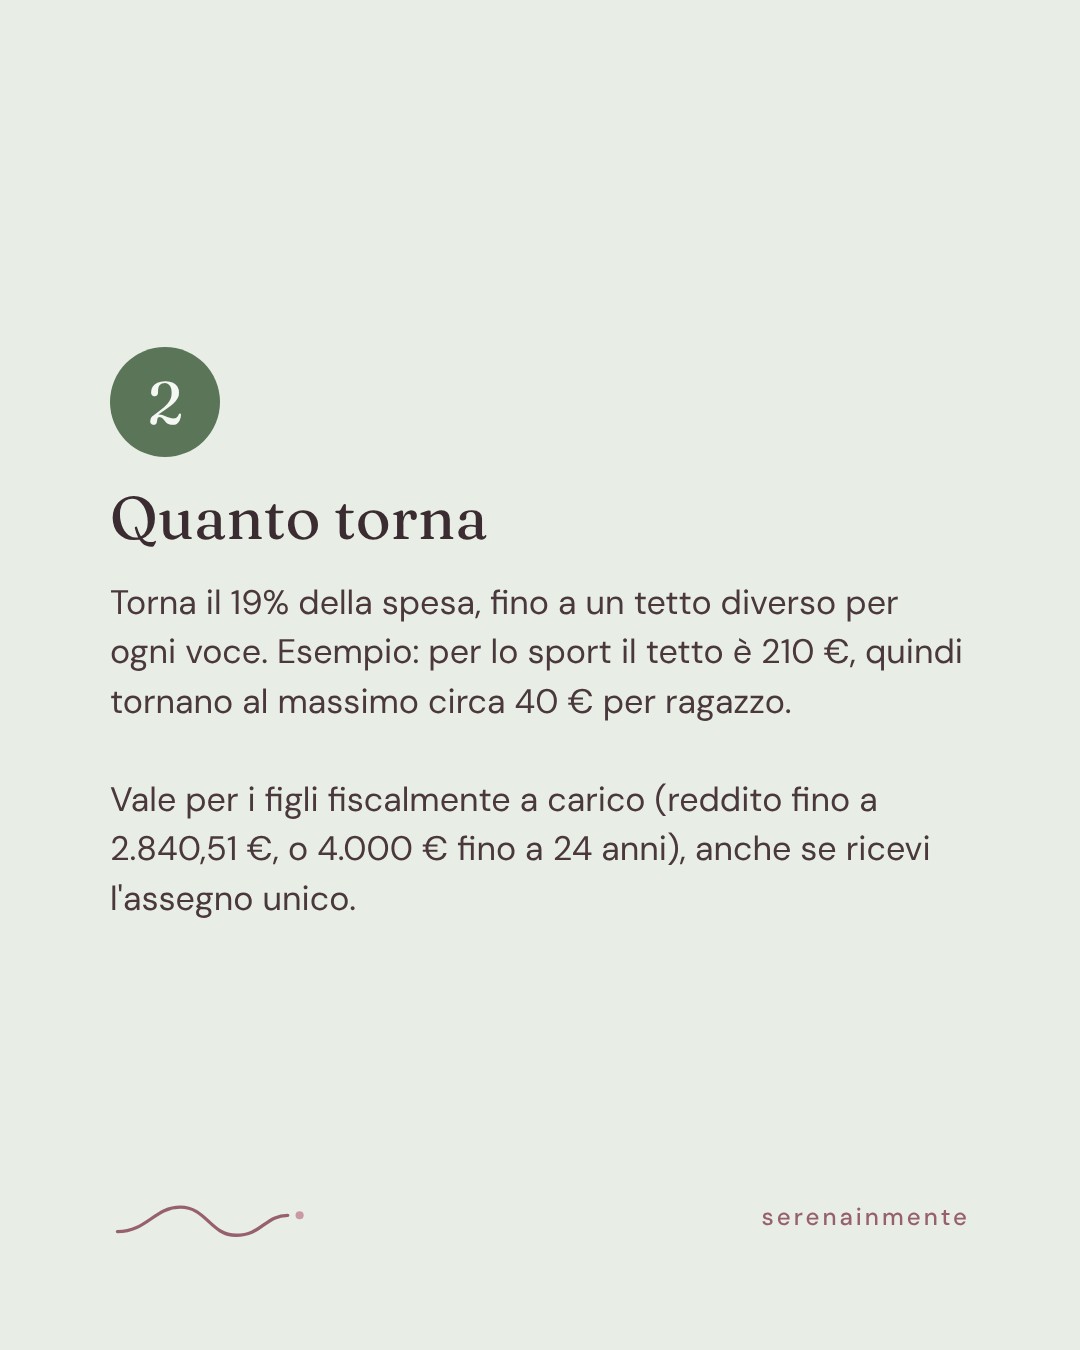 2
Quanto torna
Torna il 19% della spesa, fino a un tetto diverso per
ogni voce. Esempio: per lo sport il tetto è 210 €, quindi
tornano al massimo circa 40 € per ragazzo.
Vale per i figli fiscalmente a carico (reddito fino a
2.840,51 €, o 4.000 € fino a 24 anni), anche se ricevi
l'assegno unico.
serenainmente